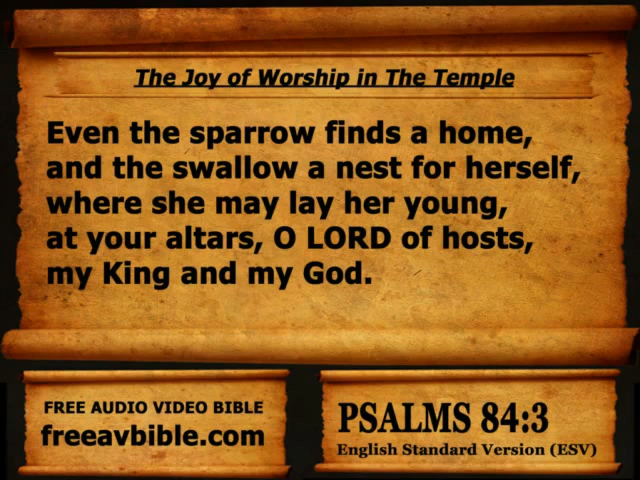 The Joy of Worship in The Temple
Even the sparrow finds a home,
and the swallow a nest for herself,
where she may lay her young,
at your altars, O LORD of hosts,
my King and my God.
FREE AUDIO VIDEO BIBLE
freeavbible.com
PSALMS 84:3
English Standard Version (ESV)